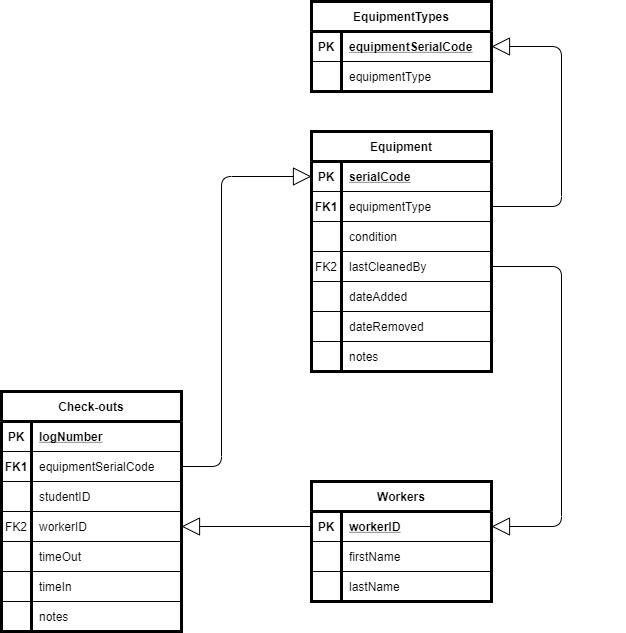 EquipmentTypes
PK equipmentSerialCode
equipmentType
Equipment
PK serialCode
FK1 equipmentType
condition
FK2 lastCleanedBy
dateAdded
dateRemoved
notes
Check-outs
PK logNumber
FK1 equipmentSerialCode
studentID
FK2 workerID
timeOut
timeIn
notes
Workers
PK workerID
firstName
lastName